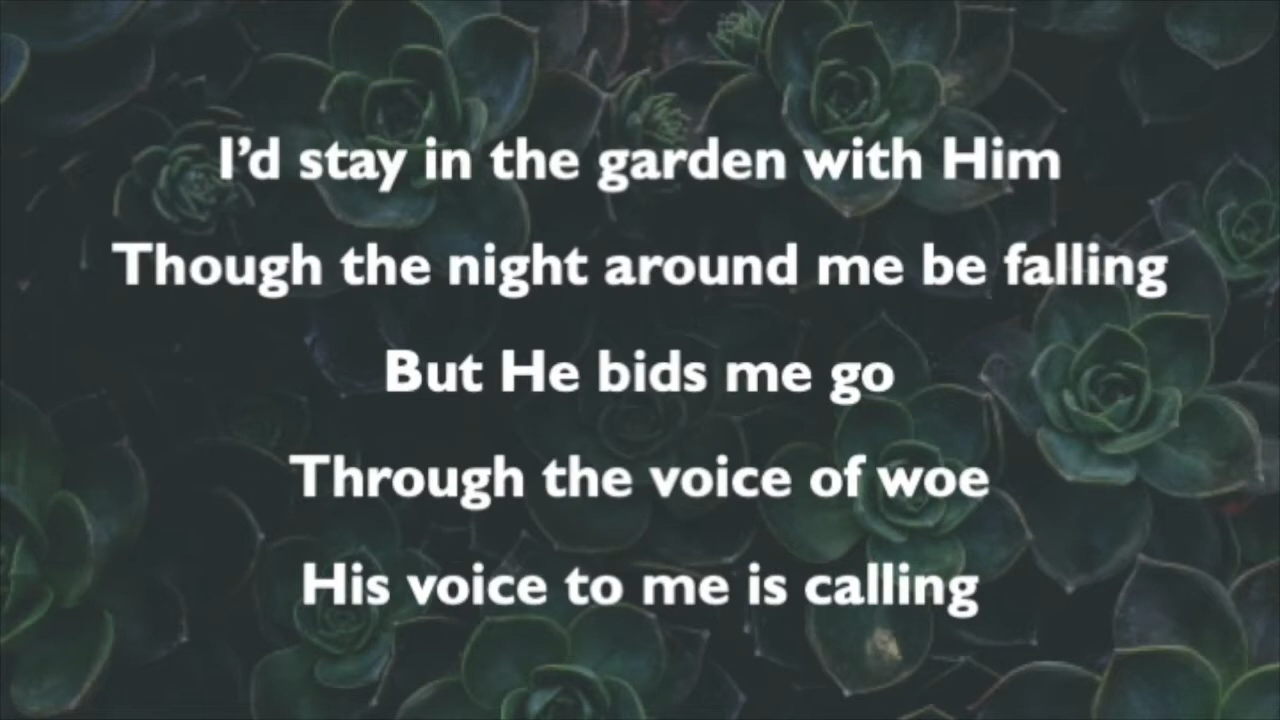 I’d stay in the garden with Him
Though the night around me be falling
But He bids me go
Through the voice of woe
His voice to me is calling